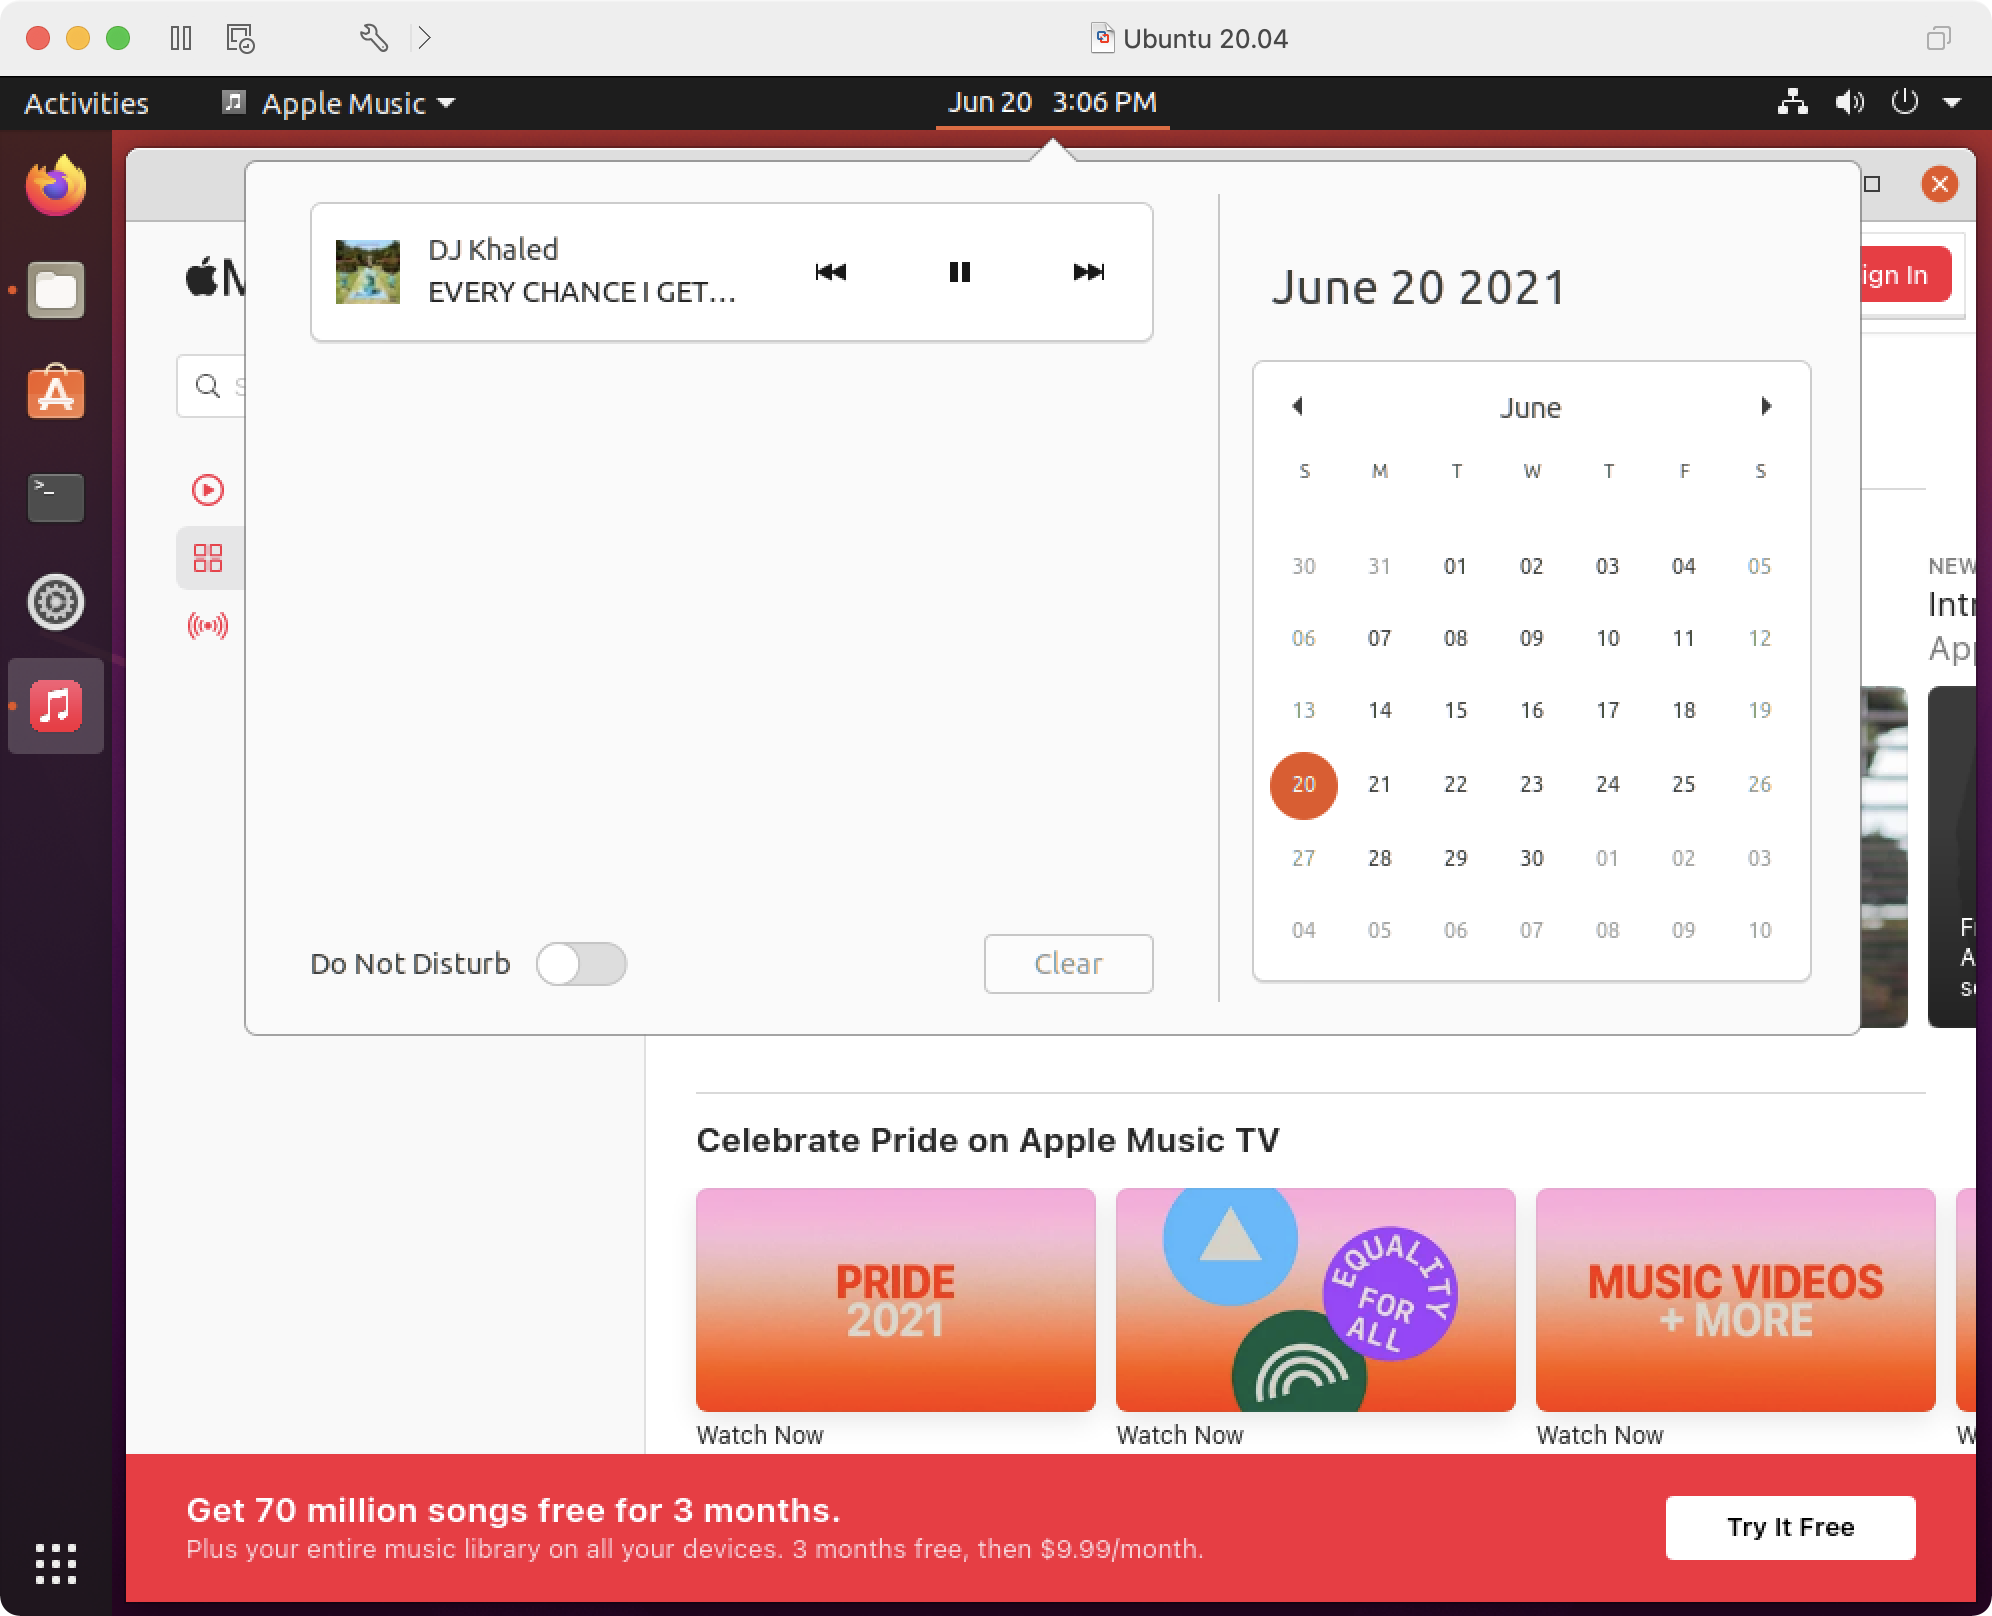 Ubuntu 20.04
Activities
Apple Music
Jun 20 3:06 PM
DJ Khaled
EVERY CHANCE I GET...
June 20 2021
ign In
June
S M T W T F S
30 31 01 02 03 04 05
06 07 08 09 10 11 12
13 14 15 16 17 18 19
20 21 22 23 24 25 26
27 28 29 30 01 02 03
04 05 06 07 08 09 10
NEW
Do Not Disturb
Clear
Celebrate Pride on Apple Music TV
PRIDE
2021
EQUALITY
FOR
ALL
MUSIC VIDEOS
+ MORE
Watch Now
Watch Now
Watch Now
Get 70 million songs free for 3 months.
Plus your entire music library on all your devices. 3 months free, then $9.99/month.
Try It Free